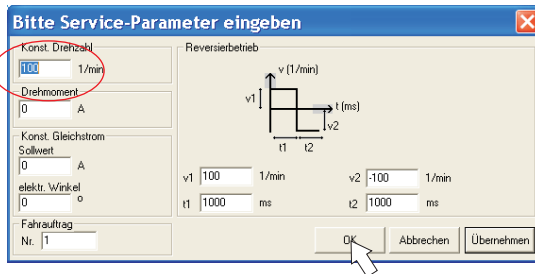 Bitte Service-Parameter eingeben
Konst. Drehzahl
100 1/min
Drehmoment
0 A
Konst. Gleichstrom
Sollwert
0 A
elektr. Winkel
0 °
Fahrauftrag
Nr. 1
Reversierbetrieb
v (1/min)
v1
t (ms)
v2
t1 t2
v1 100 1/min v2 -100 1/min
t1 1000 ms t2 1000 ms
OK Abbrechen Übernehmen